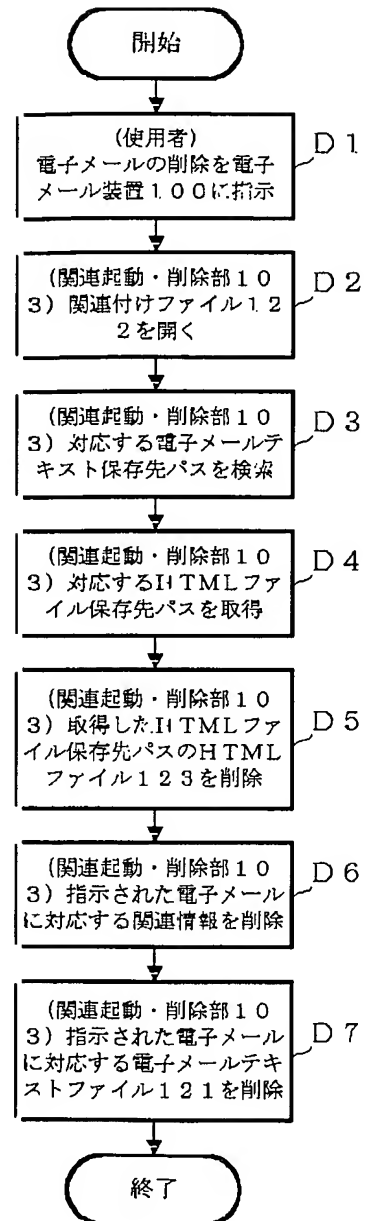 開始
(使用者)
電子メールの削除を電子
メール装置100に指示
D1
(関連起動・削除部10
3)関連付けファイル12
2を開く
D2
(関連起動・削除部10
3)対応する電子メールテ
キスト保存先パスを検索
D3
(関連起動・削除部10
3)対応するHTMLファ
イル保存先パスを取得
D4
(関連起動・削除部10
3)取得したHTMLファ
イル保存先パスのHTML
ファイル123を削除
D5
(関連起動・削除部10
3)指示された電子メール
に対応する関連情報を削除
D6
(関連起動・削除部10
3)指示された電子メール
に対応する電子メールテキ
ストファイル121を削除
D7
終了